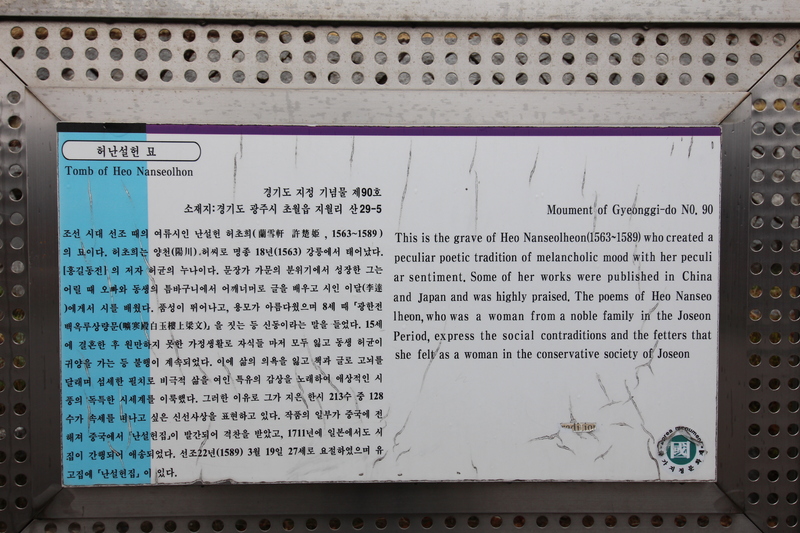 허난설헌 묘
Tomb of Heo Nanseolhon
경기도 지정 기념물 제90호
소재지:경기도 광주시 초월읍 지월리 산29-5
조선 시대 선조 때의 여류시인 난설헌 허초희(蘭雪軒 許楚姬, 1563~1589)
의 묘이다. 허초희는 양천(陽川).허씨로 명종 18년(1563) 강릉에서 태어났다.
[홍길동전]의 저자 허균의 누나이다. 문장가 가문의 분위기에서 성장한 그는
어릴 때 오빠와 동생의 틈바구니에서 어깨너머로 글을 배우고 시인 이달(李達
)에게서 시를 배웠다. 품성이 뛰어나고, 용모가 아름다웠으며 8세 때 「광한전
백옥루상량문(曠寒殿白玉樓上梁文)」을 짓는 등 신동이라는 말을 들었다. 15세
에 결혼한 후 원만하지 못한 가정생활로 자식들 마저 모두 잃고 동생 허균이
귀양을 가는 등 불행이 계속되었다. 이에 삶의 의욕을 잃고 책과 글로 고뇌를
달래며 섬세한 필치로 비극적 삶을 여인 특유의 감상을 노래하여 애상적인 시
풍의 독특한 시세계를 이룩했다. 그러한 이유로 그가 지은 한시 213수 중 128
수가 속세를 떠나고 싶은 신선사상을 표현하고 있다. 작품의 일부가 중국에 전
해져 중국에서 「난설헌집」이 발간되어 격찬을 받았고, 1711년에 일본에서도 시
집이 간행되어 애송되었다. 선조22년(1589) 3월 19일 27세로 요절하였으며 유
고집에 「난설헌집」이 있다.
Moument of Gyeonggi-do NO. 90
This is the grave of Heo Nanseolheon(1563~1589) who created a
peculiar poetic tradition of melancholic mood with her peculi
ar sentiment. Some of her works were published in China
and Japan and was highly praised. The poems of Heo Nanseo
lheon, who was a woman from a noble family in the Joseon
Period, express the social contraditions and the fetters that
she felt as a woman in the conservative society of Joseon
國